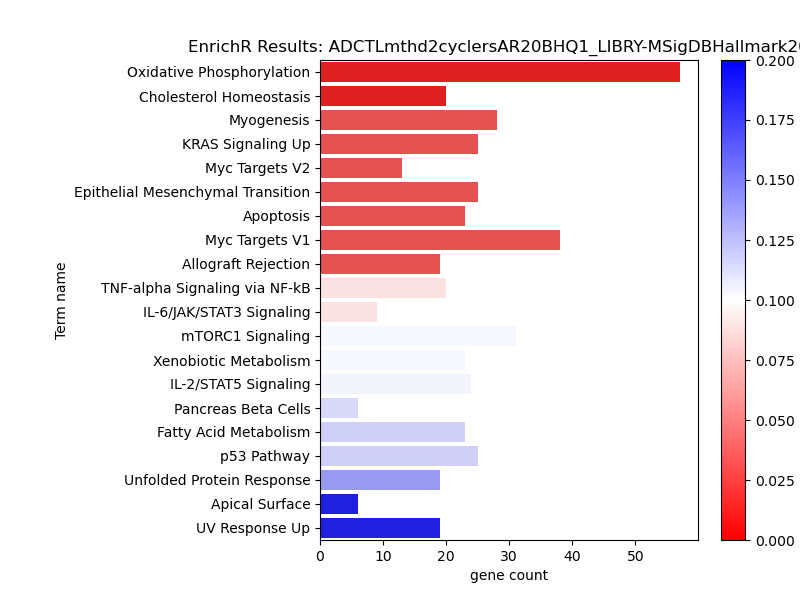 EnrichR Results: ADCTLmthd2cyclersAR20BHQ1_LIBRY-MSigDBHallmark20
Oxidative Phosphorylation
Cholesterol Homeostasis
Myogenesis
KRAS Signaling Up
Myc Targets V2
Epithelial Mesenchymal Transition
Apoptosis
Myc Targets V1
Allograft Rejection
TNF-alpha Signaling via NF-kB
IL-6/JAK/STAT3 Signaling
mTORC1 Signaling
Xenobiotic Metabolism
IL-2/STAT5 Signaling
Pancreas Beta Cells
Fatty Acid Metabolism
p53 Pathway
Unfolded Protein Response
Apical Surface
UV Response Up
Term name
0 10 20 30 40 50
gene count
0.200
0.175
0.150
0.125
0.100
0.075
0.050
0.025
0.000